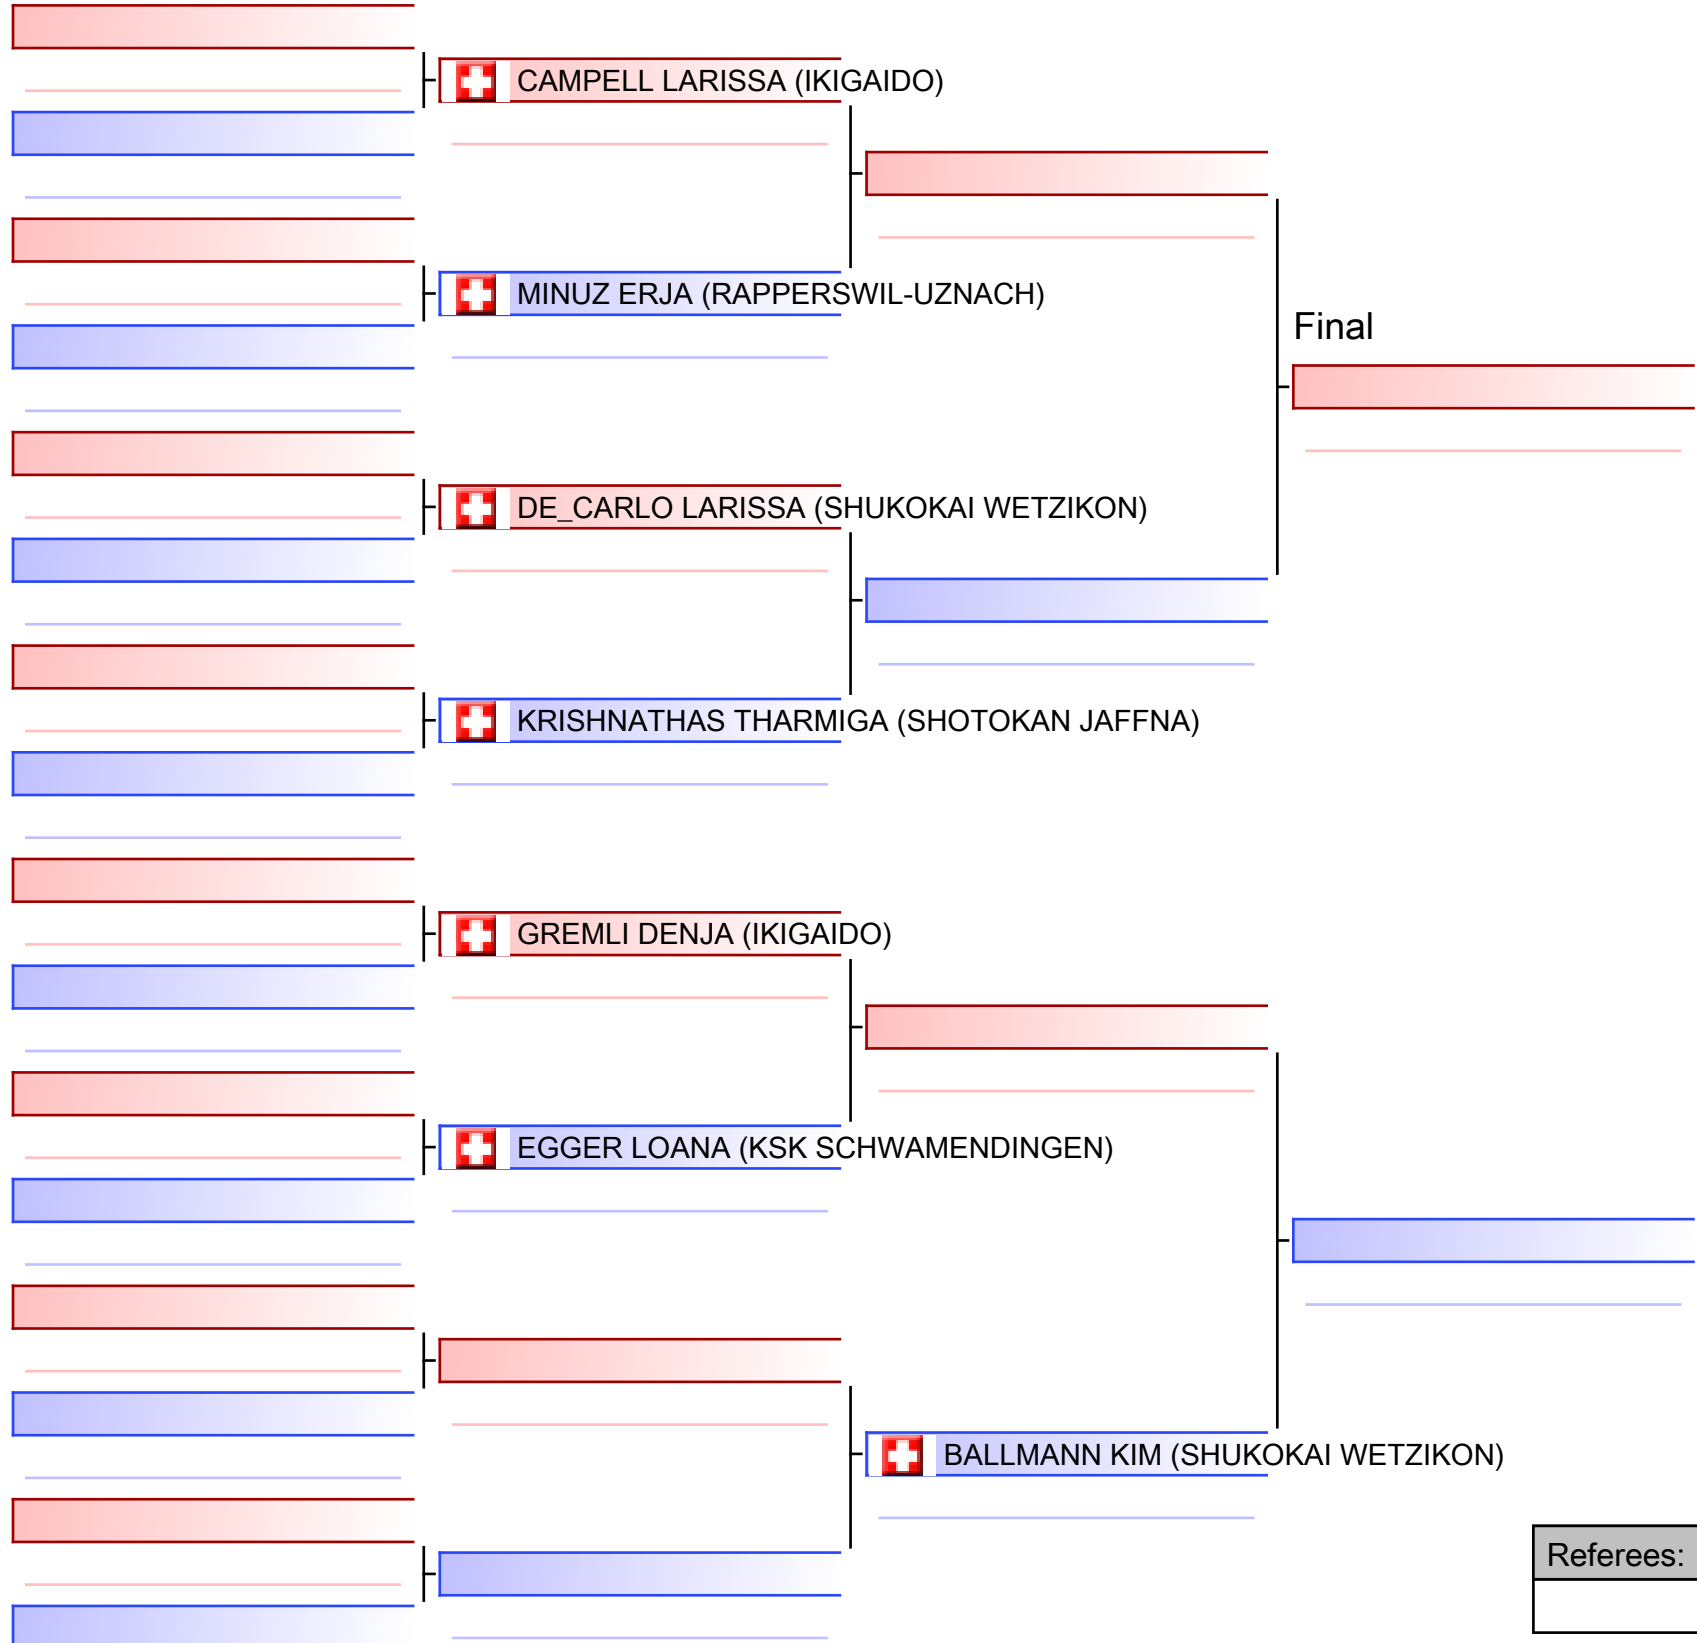 CAMPELL LARISSA (IKIGAIDO)
MINUZ ERJA (RAPPERSWIL-UZNACH)
Final
DE_CARLO LARISSA (SHUKOKAI WETZIKON)
KRISHNATHAS THARMIGA (SHOTOKAN JAFFNA)
GREMLI DENJA (IKIGAIDO)
EGGER LOANA (KSK SCHWAMENDINGEN)
BALLMANN KIM (SHUKOKAI WETZIKON)
Referees: